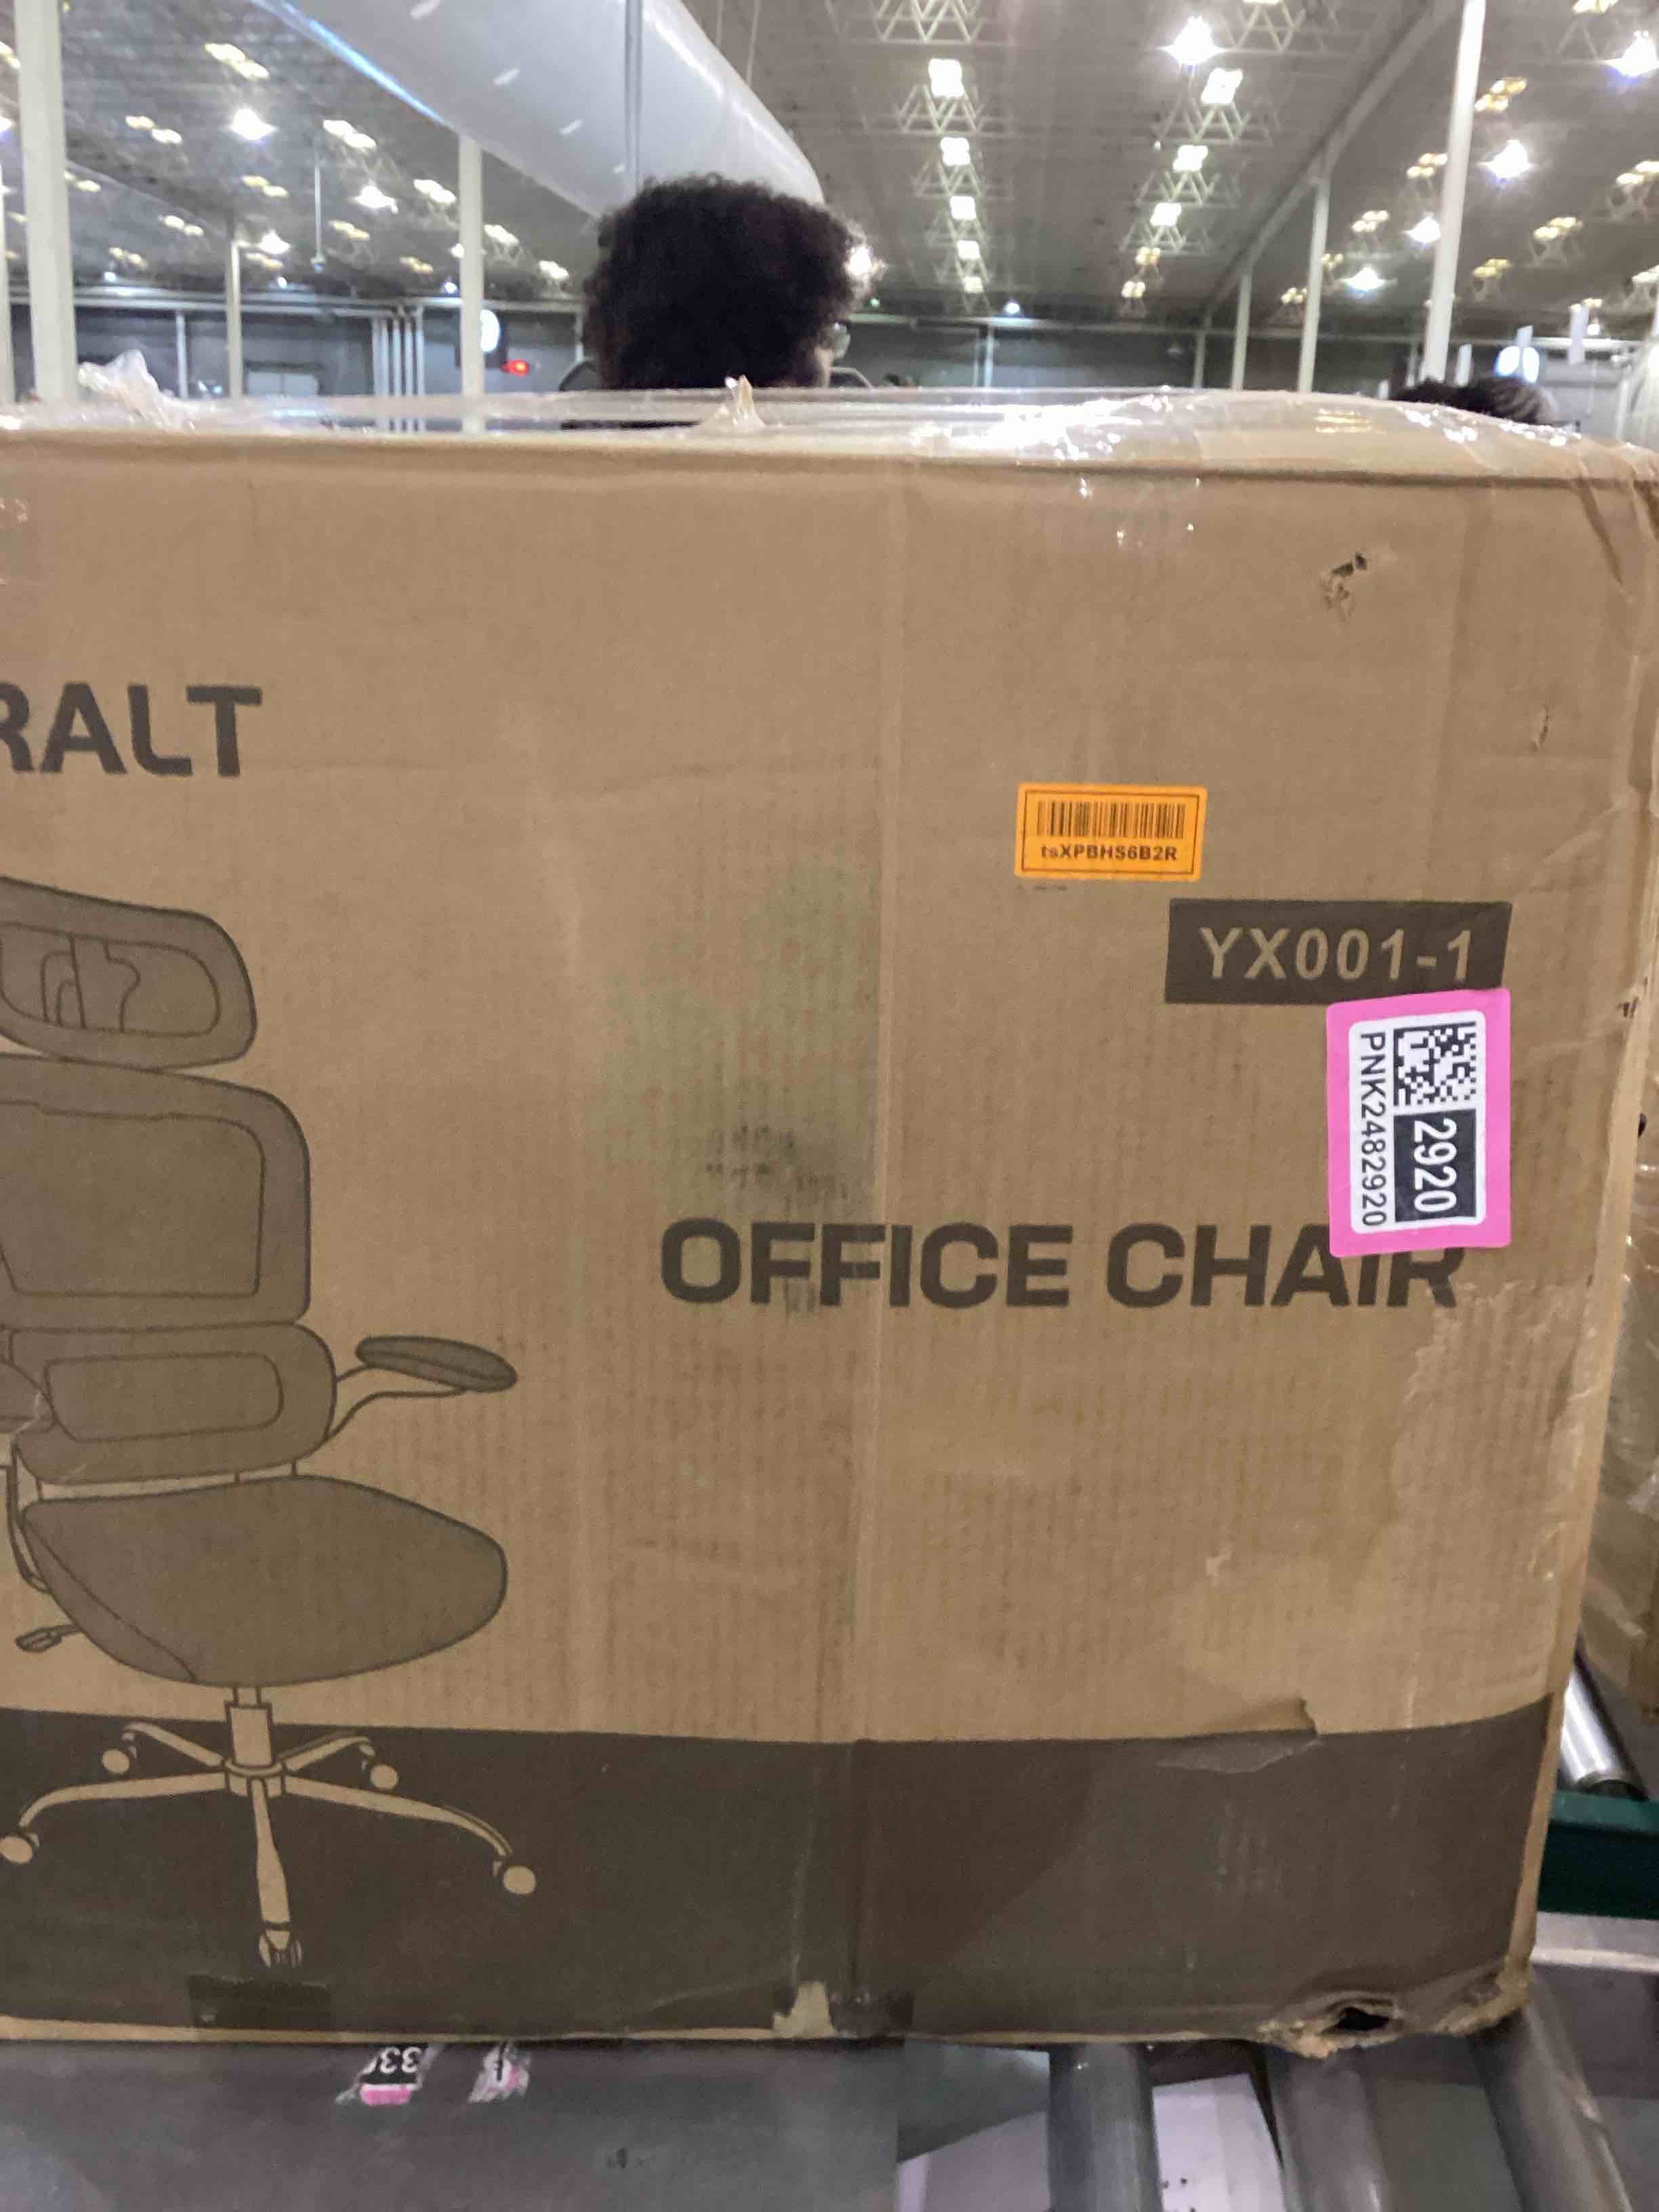 RALT
tsXPBHS6B2R
YX001-1
PNK2482920
2920
OFFICE CHAIR